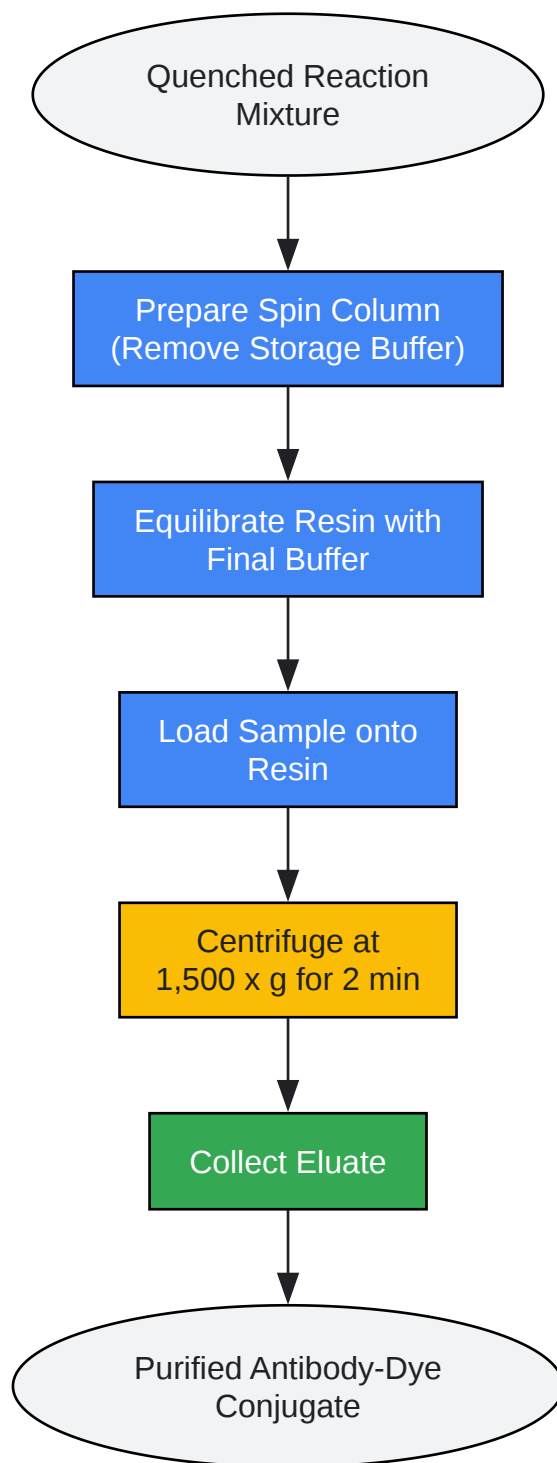 Quenched Reaction
Mixture
Prepare Spin Column
(Remove Storage Buffer)
Equilibrate Resin with
Final Buffer
Load Sample onto
Resin
Centrifuge at
1,500 x g for 2 min
Collect Eluate
Purified Antibody-Dye
Conjugate